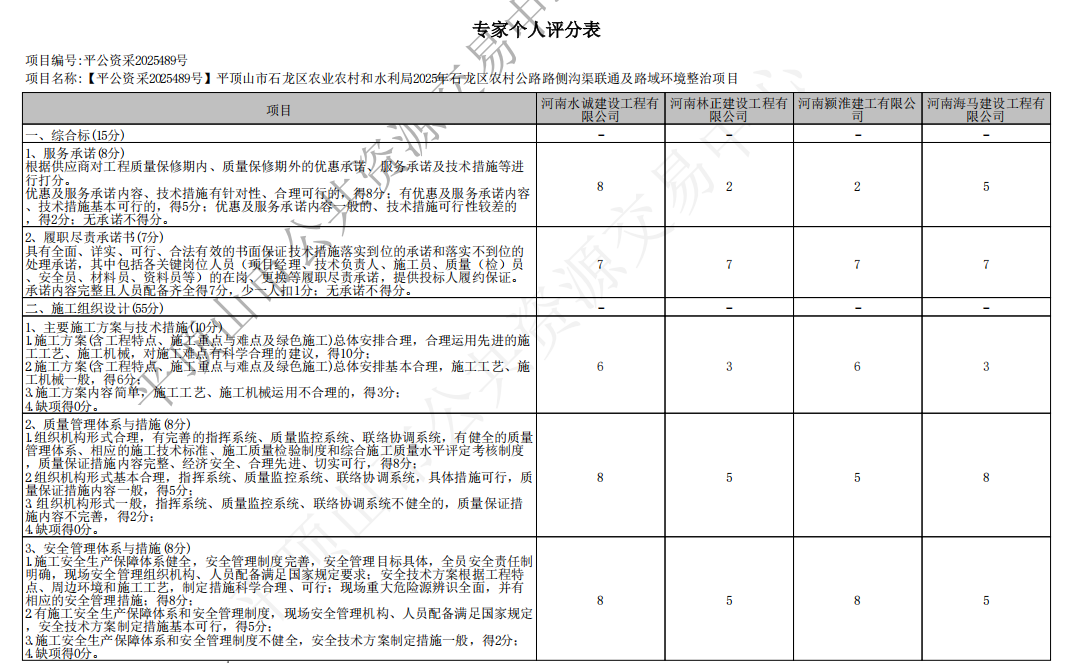 专家个人评分表
项目编号:平公资采2025489号
项目名称:【平公资采2025489号】平顶山市石龙区农业农村和水利局2025年石龙区农村公路路侧沟渠联通及路域环境整治项目
项目 河南水诚建设工程有限公司 河南林正建设工程有限公司 河南颍淮建工有限公司 河南海马建设工程有限公司
一、综合标(15分) - - - -
1、服务承诺(8分)
根据供应商对工程质量保修期内、质量保修期外的优惠承诺、服务承诺及技术措施等进
行打分。
优惠及服务承诺内容、技术措施有针对性、合理可行的，得8分；有优惠及服务承诺内容
、技术措施基本可行的，得5分；优惠及服务承诺内容一般的、技术措施可行性较差的
，得2分；无承诺不得分。
8 2 2 5
2、履职尽责承诺书(7分)
具有全面、详实、可行、合法有效的书面保证技术措施落实到位的承诺和落实不到位的
处理承诺，其中包括各关键岗位人员（项目经理、技术负责人、施工员、质量（检）员
、安全员、材料员、资料员等）的在岗、更换等履职尽责承诺，提供投标人履约保证。
承诺内容完整且人员配备齐全得7分，少一人扣1分；无承诺不得分。
7 7 7 7
二、施工组织设计(55分) - - - -
1、主要施工方案与技术措施(10分)
1.施工方案(含工程特点、施工重点与难点及绿色施工)总体安排合理，合理运用先进的施
工工艺、施工机械，对施工难点有科学合理的建议，得10分；
2.施工方案(含工程特点、施工重点与难点及绿色施工)总体安排基本合理，施工工艺、施
工机械一般，得6分；
3.施工方案内容简单，施工工艺、施工机械运用不合理的，得3分；
4.缺项得0分。
6 3 6 3
2、质量管理体系与措施(8分)
1.组织机构形式合理，有完善的指挥系统、质量监控系统、联络协调系统，有健全的质量
管理体系、相应的施工技术标准、施工质量检验制度和综合施工质量水平评定考核制度
，质量保证措施内容完整、经济安全、合理先进、切实可行，得8分；
2.组织机构形式基本合理，指挥系统、质量监控系统、联络协调系统，具体措施可行，质
量保证措施内容一般，得5分；
3. 组织机构形式一般，指挥系统、质量监控系统、联络协调系统不健全的，质量保证措
施内容不完善，得2分；
4.缺项得0分。
8 5 5 8
3、安全管理体系与措施(8分)
1.施工安全生产保障体系健全，安全管理制度完善，安全管理目标具体，全员安全责任制
明确，现场安全管理组织机构、人员配备满足国家规定要求；安全技术方案根据工程特
点、周边环境和施工工艺，制定措施科学合理、可行；现场重大危险源辨识全面，并有
相应的安全管理措施；得8分；
2.有施工安全生产保障体系和安全管理制度，现场安全管理机构、人员配备满足国家规定
，安全技术方案制定措施基本可行，得5分；
3.施工安全生产保障体系和安全管理制度不健全，安全技术方案制定措施一般，得2分；
4.缺项得0分。
8 5 8 5
平顶山市公共资源交易中心
平顶山市公共资源交易中心